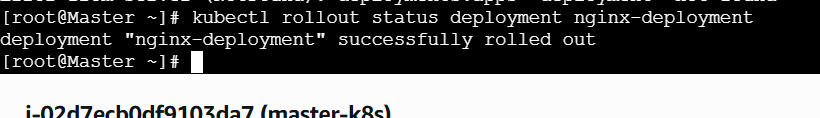 [root@Master ~]# kubectl rollout status deployment nginx-deployment
deployment "nginx-deployment" successfully rolled out
[root@Master ~]#
i-02d7ecb0df9103da7 (master-k8s)